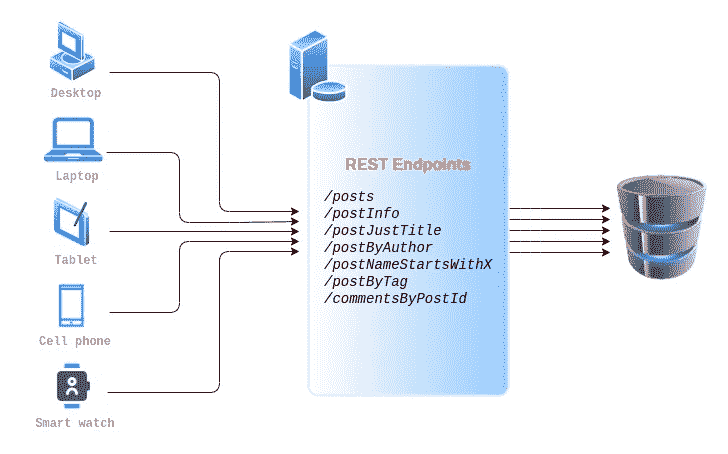 Desktop
Laptop
Tablet
Cell phone
Smart watch
REST Endpoints
/posts
/postInfo
/postJustTitle
/postByAuthor
/postNameStartsWithX
/postByTag
/commentsByPostId